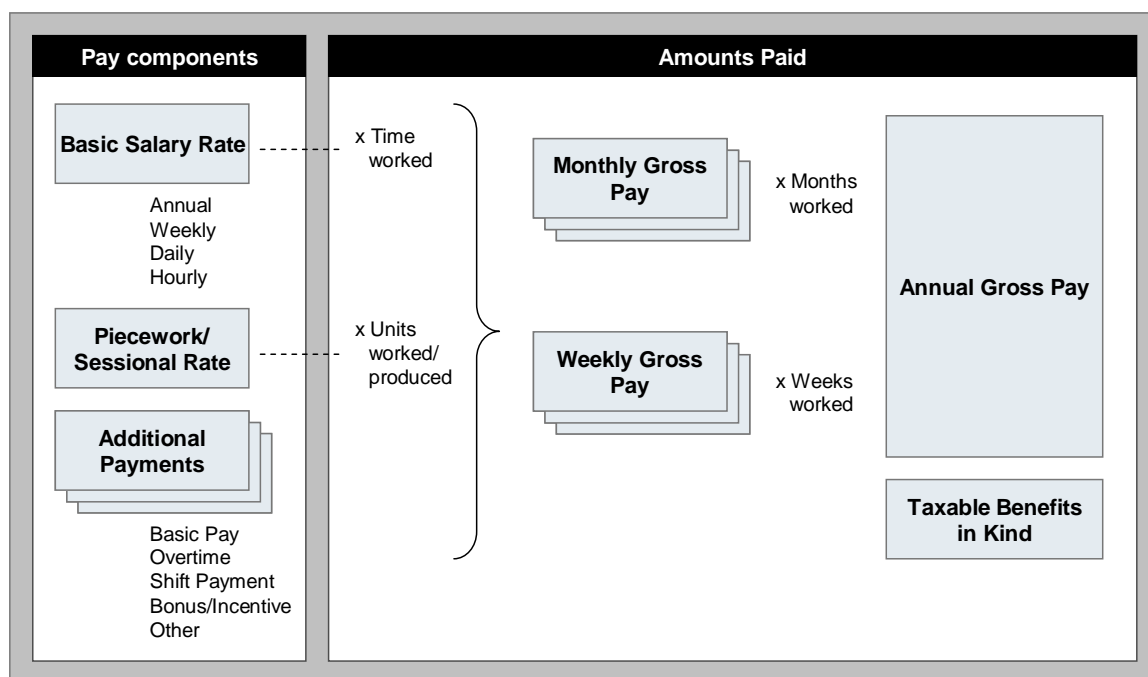 Pay components
Amounts Paid
Basic Salary Rate
Annual
Weekly
Daily
Hourly
Piecework/
Sessional Rate
Additional
Payments
Basic Pay
Overtime
Shift Payment
Bonus/Incentive
Other
x Time
worked
x Units
worked/
produced
Monthly Gross
Pay
x Months
worked
Weekly Gross
Pay
x Weeks
worked
Annual Gross Pay
Taxable Benefits
in Kind